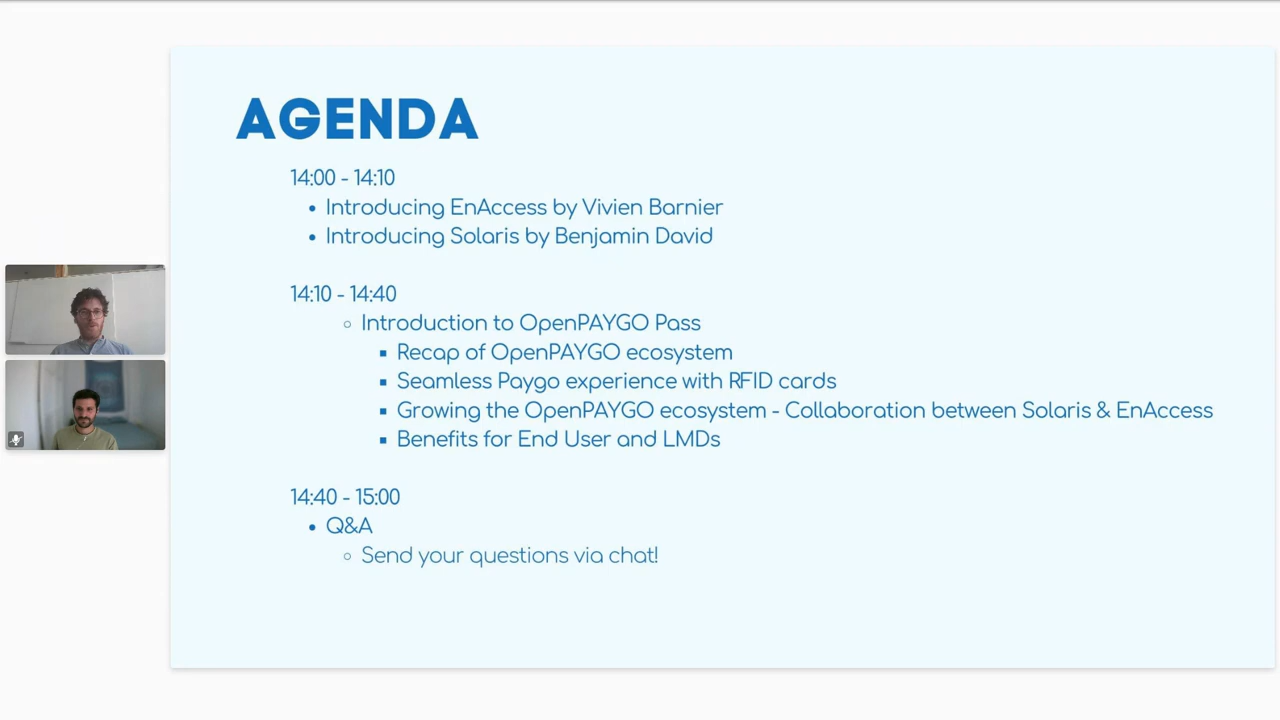 AGENDA
14:00 - 14:10
• Introducing EnAccess by Vivien Barnier
• Introducing Solaris by Benjamin David
14:10 - 14:40
○ Introduction to OpenPAYGO Pass
▪ Recap of OpenPAYGO ecosystem
▪ Seamless Paygo experience with RFID cards
▪ Growing the OpenPAYGO ecosystem - Collaboration between Solaris & EnAccess
▪ Benefits for End User and LMDs
14:40 - 15:00
• Q&A
○ Send your questions via chat!